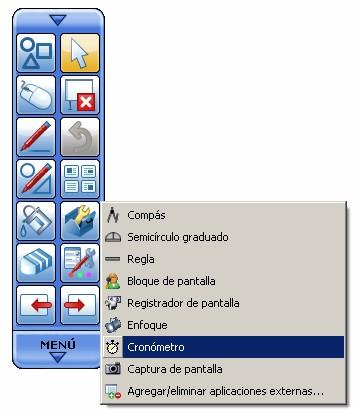 Compás
Semicírculo graduado
Regla
Bloque de pantalla
Registrador de pantalla
Enfoque
Cronómetro
Captura de pantalla
Agregar/eliminar aplicaciones externas...
MENÚ